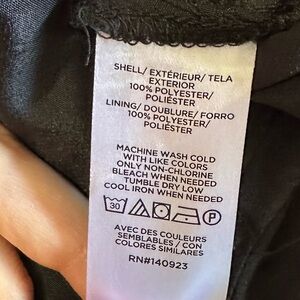 SHELL/ EXTÉRIEUR/ TELA
EXTERIOR
100% POLYESTER/
POLIÉSTER
LINING/ DOUBLURE/ FORRO
100% POLYESTER/
POLIÉSTER
MACHINE WASH COLD
WITH LIKE COLORS
ONLY NON-CHLORINE
BLEACH WHEN NEEDED
TUMBLE DRY LOW
COOL IRON WHEN NEEDED
30 P
AVEC DES COULEURS
SEMBLABLES / CON
COLORES SIMILARES
RN#140923